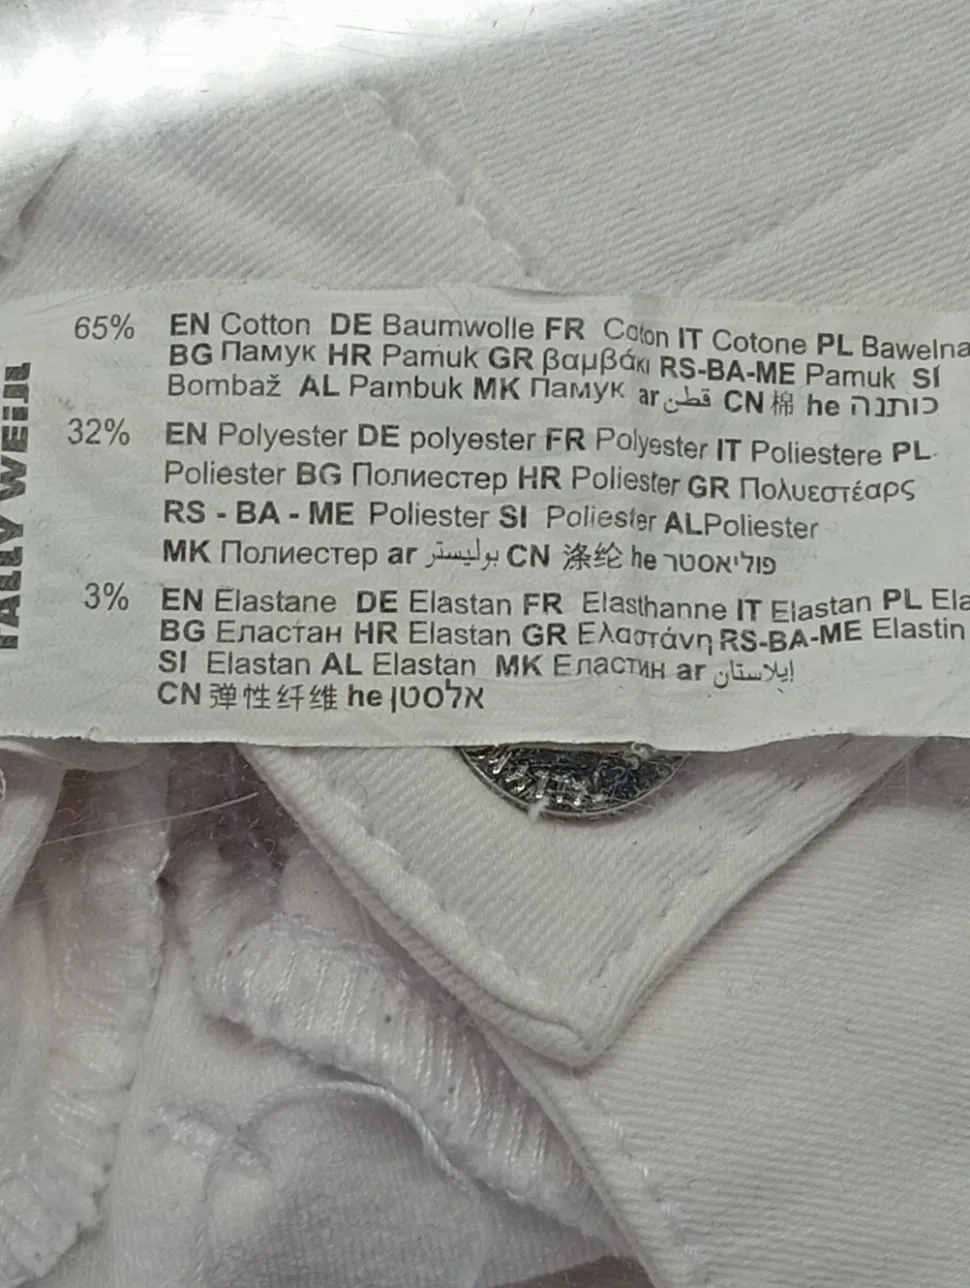 TALLY WEiJL
65% EN Cotton DE Baumwolle FR Coton IT Cotone PL Bawelna
BG Памук HR Pamuk GR βαμβάκι RS-BA-ME Pamuk SI
Bombaž AL Pambuk MK Памук ar قطن CN 棉 he כותנה
32% EN Polyester DE polyester FR Polyester IT Poliestere PL
Poliester BG Полиестер HR Poliester GR Πολυεστέαρς
RS - BA - ME Poliester SI Poliester ALPoliester
MK Полиестер ar بوليستر CN 涤纶 he פוליאסטר
3% EN Elastane DE Elastan FR Elasthanne IT Elastan PL Ela
BG Еластан HR Elastan GR Ελαστάνη RS-BA-ME Elastin
SI Elastan AL Elastan MK Еластин ar إيلاستان
CN 弹性纤维 he אלסטן